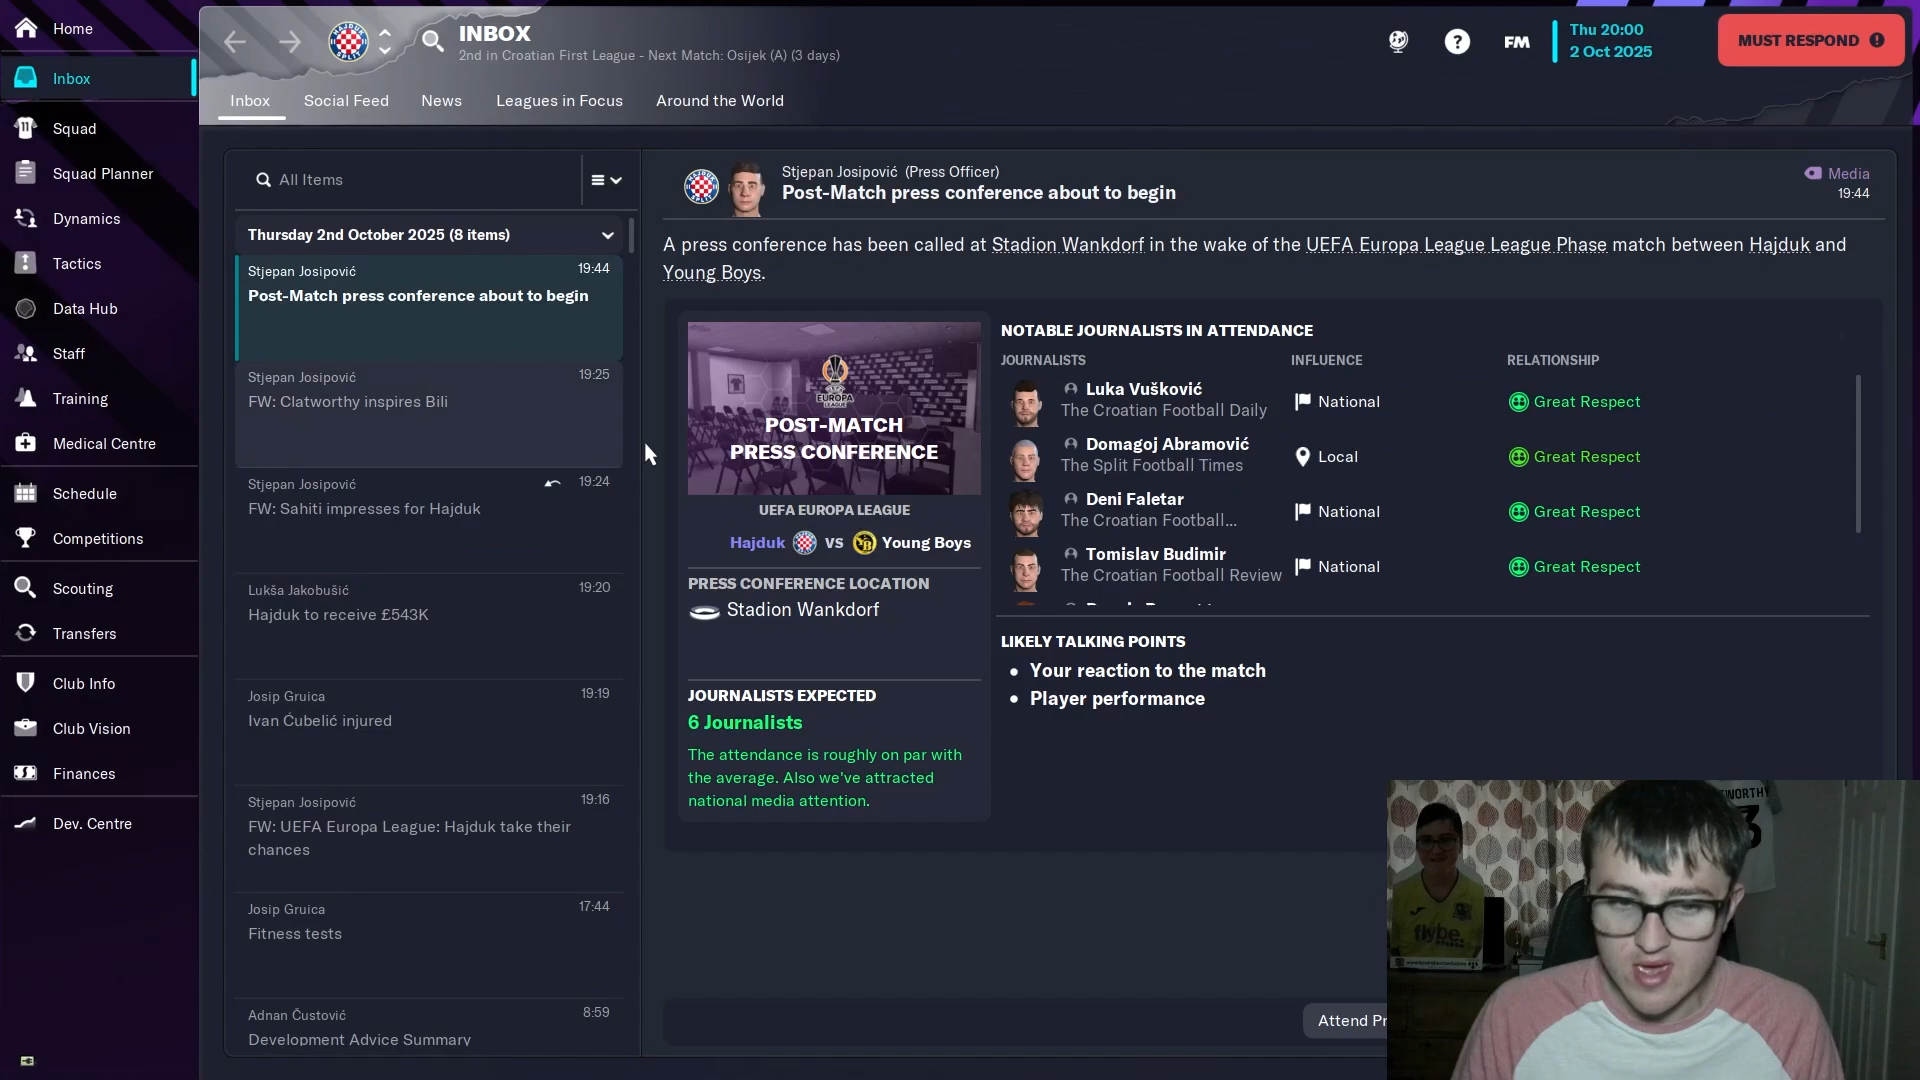 Home
Inbox
Squad
Squad Planner
Dynamics
Tactics
Data Hub
Staff
Training
Medical Centre
Schedule
Competitions
Scouting
Transfers
Club Info
Club Vision
Finances
Dev. Centre
INBOX
2nd in Croatian First League - Next Match: Osijek (A) (3 days)
FM
Thu 20:00
2 Oct 2025
MUST RESPOND
Inbox Social Feed News Leagues in Focus Around the World
All Items
Thursday 2nd October 2025 (8 items)
Stjepan Josipović 19:44
Post-Match press conference about to begin
Stjepan Josipović 19:25
FW: Clatworthy inspires Bili
Stjepan Josipović 19:24
FW: Sahiti impresses for Hajduk
Lukša Jakobušić 19:20
Hajduk to receive £543K
Josip Gruica 19:19
Ivan Ćubelić injured
Stjepan Josipović 19:16
FW: UEFA Europa League: Hajduk take their
chances
Josip Gruica 17:44
Fitness tests
Adnan Čustović 8:59
Development Advice Summary
Stjepan Josipović (Press Officer)
Post-Match press conference about to begin
Media
19:44
A press conference has been called at Stadion Wankdorf in the wake of the UEFA Europa League League Phase match between Hajduk and
Young Boys.
EUROPA
LEAGUE
POST-MATCH
PRESS CONFERENCE
UEFA EUROPA LEAGUE
Hajduk VS Young Boys
PRESS CONFERENCE LOCATION
Stadion Wankdorf
JOURNALISTS EXPECTED
6 Journalists
The attendance is roughly on par with
the average. Also we've attracted
national media attention.
NOTABLE JOURNALISTS IN ATTENDANCE
JOURNALISTS INFLUENCE RELATIONSHIP
Luka Vušković
The Croatian Football Daily
National
Great Respect
Domagoj Abramović
The Split Football Times
Local
Great Respect
Deni Faletar
The Croatian Football...
National
Great Respect
Tomislav Budimir
The Croatian Football Review
National
Great Respect
LIKELY TALKING POINTS
• Your reaction to the match
• Player performance
Attend Pr
WORTHY
3
flybe